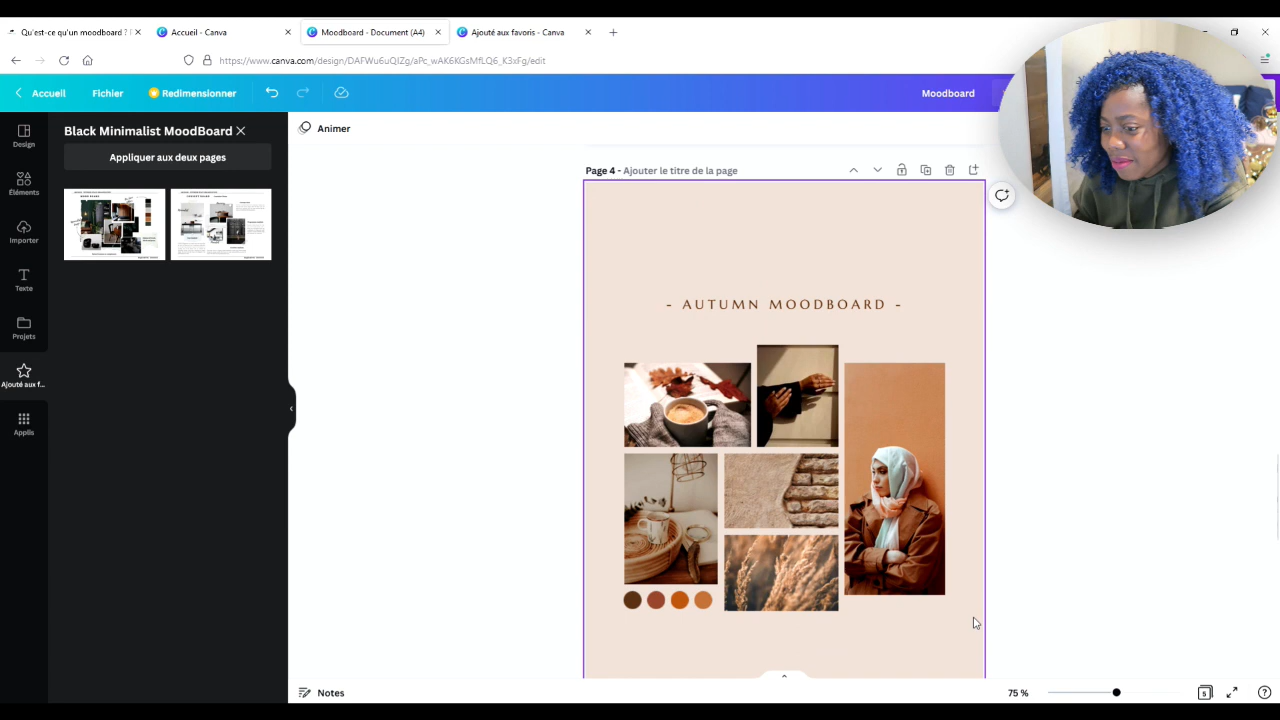 Qu'est-ce qu'un moodboard ?
Accueil - Canva
Moodboard - Document (A4)
Ajouté aux favoris - Canva
https://www.canva.com/design/DAFWu6uQIZg/aPc_wAK6KGsMfLQ6_K3xFg/edit
Accueil
Fichier
Redimensionner
Moodboard
Design
Éléments
Importer
Texte
Projets
Ajouté aux f...
Applis
Black Minimalist MoodBoard
Appliquer aux deux pages
Animer
Page 4 - Ajouter le titre de la page
- AUTUMN MOODBOARD -
Notes
75 %
5